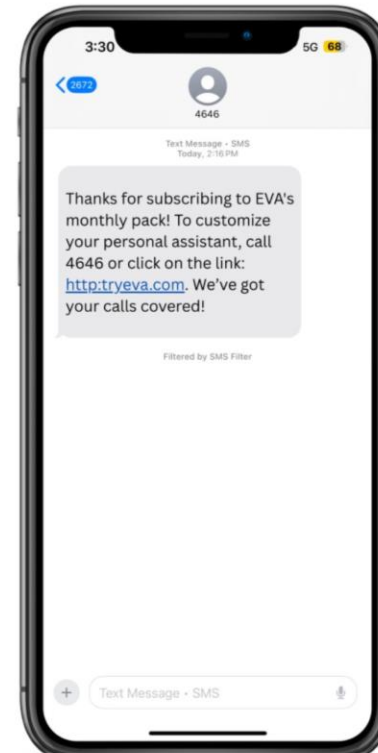 3:30
5G 68
2672
4646
Text Message • SMS
Today, 2:16 PM
Thanks for subscribing to EVA's
monthly pack! To customize
your personal assistant, call
4646 or click on the link:
http:tryeva.com. We've got
your calls covered!
Filtered by SMS Filter
Text Message • SMS